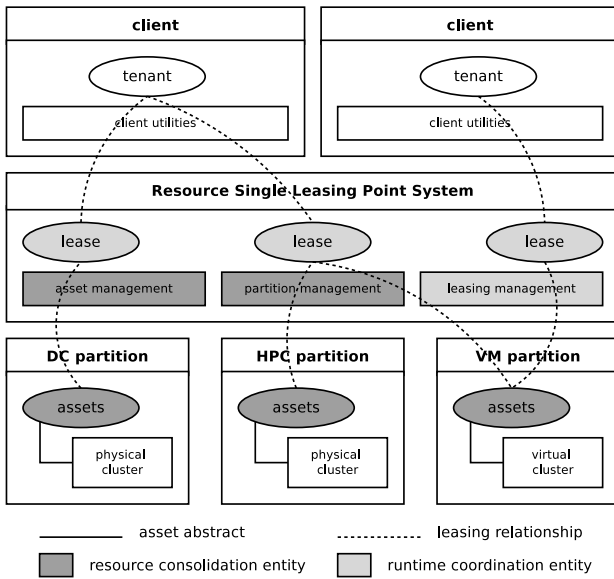 client
client
tenant
tenant
client utilities
client utilities
Resource Single Leasing Point System
lease
lease
lease
asset management
partition management
leasing management
DC partition
HPC partition
VM partition
assets
assets
assets
physical
cluster
physical
cluster
virtual
cluster
asset abstract
leasing relationship
resource consolidation entity
runtime coordination entity